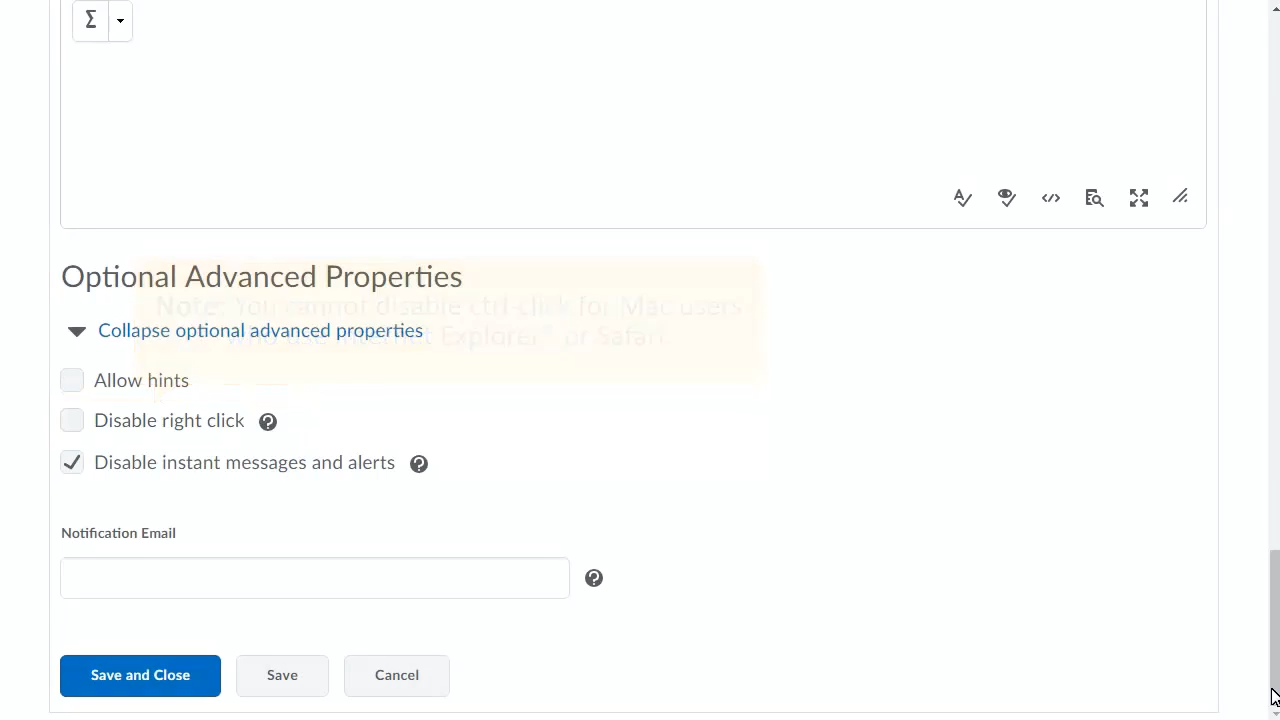 Σ
Optional Advanced Properties
Note: You cannot disable ctrl-click for Mac users
who use Internet Explorer® or Safari.
Collapse optional advanced properties
Allow hints
Disable right click
Disable instant messages and alerts
Notification Email
Save and Close
Save
Cancel